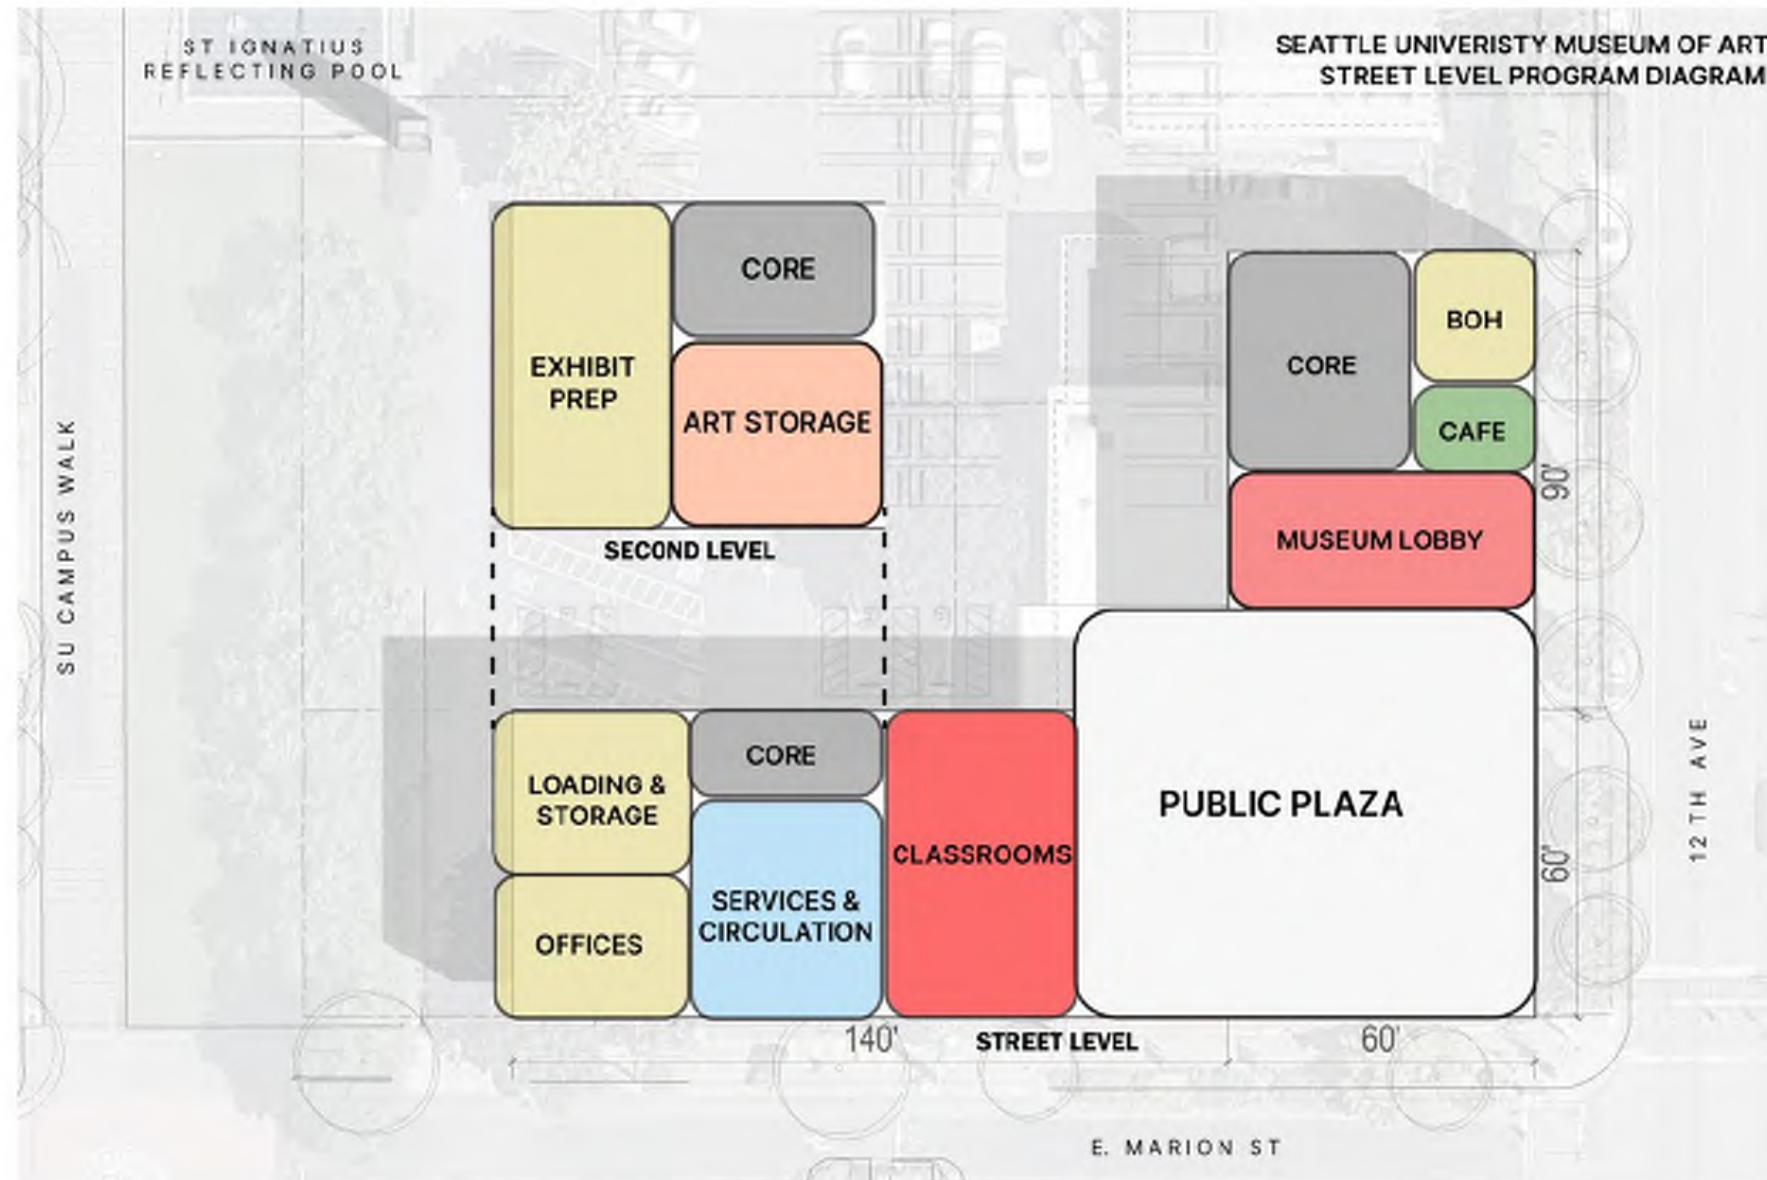 ST IGNATIUS
REFLECTING POOL
SEATTLE UNIVERISTY MUSEUM OF ART
STREET LEVEL PROGRAM DIAGRAM
EXHIBIT
PREP
CORE
ART STORAGE
SECOND LEVEL
CORE
BOH
CAFE
MUSEUM LOBBY
90'
SU CAMPUS WALK
LOADING &
STORAGE
OFFICES
CORE
SERVICES &
CIRCULATION
CLASSROOMS
PUBLIC PLAZA
60'
12TH AVE
140'
STREET LEVEL
60'
E. MARION ST